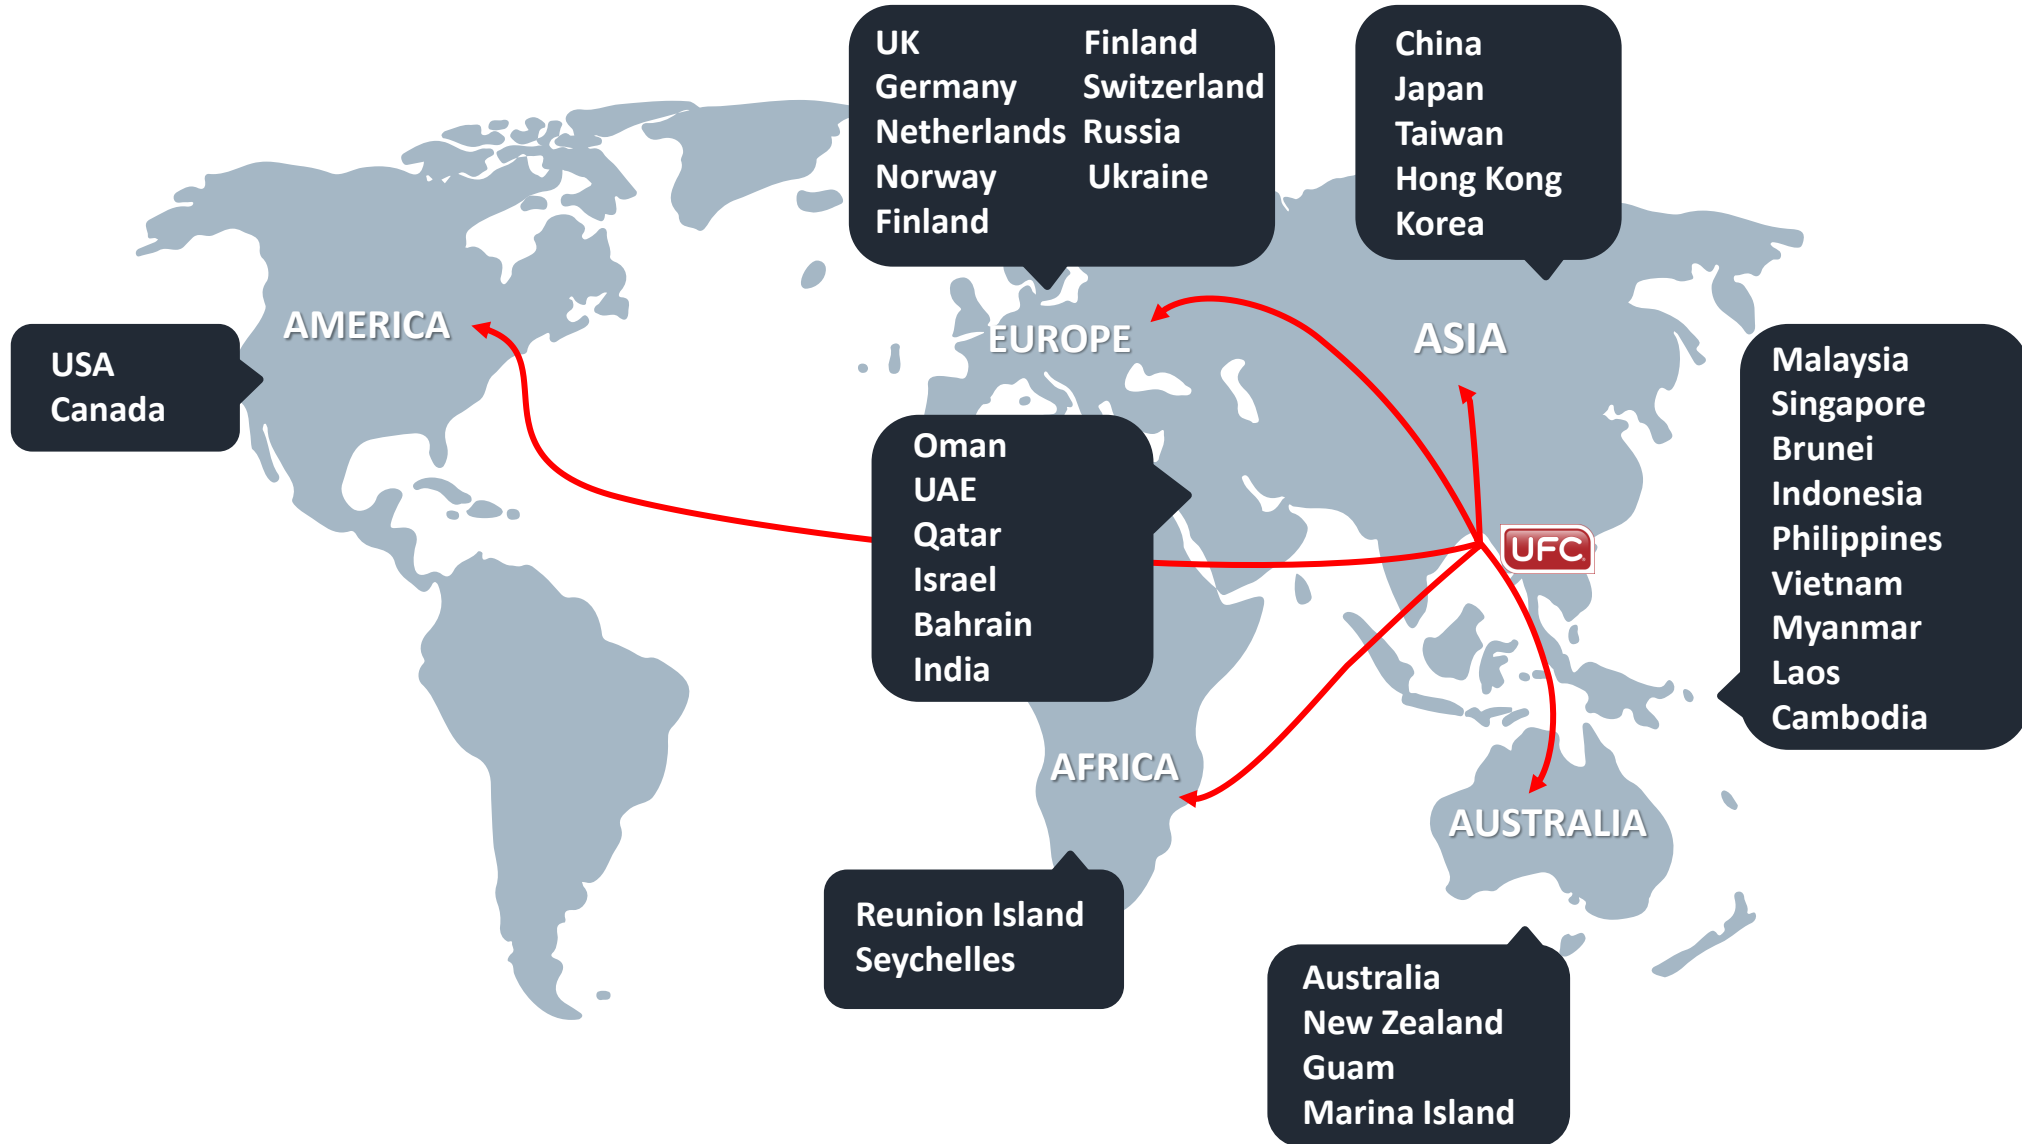 UK
Germany
Netherlands
Norway
Finland
Finland
Switzerland
Russia
Ukraine
China
Japan
Taiwan
Hong Kong
Korea
AMERICA
EUROPE
ASIA
USA
Canada
Malaysia
Singapore
Brunei
Indonesia
Philippines
Vietnam
Myanmar
Laos
Cambodia
Oman
UAE
Qatar
Israel
Bahrain
India
UFC
AFRICA
AUSTRALIA
Reunion Island
Seychelles
Australia
New Zealand
Guam
Marina Island